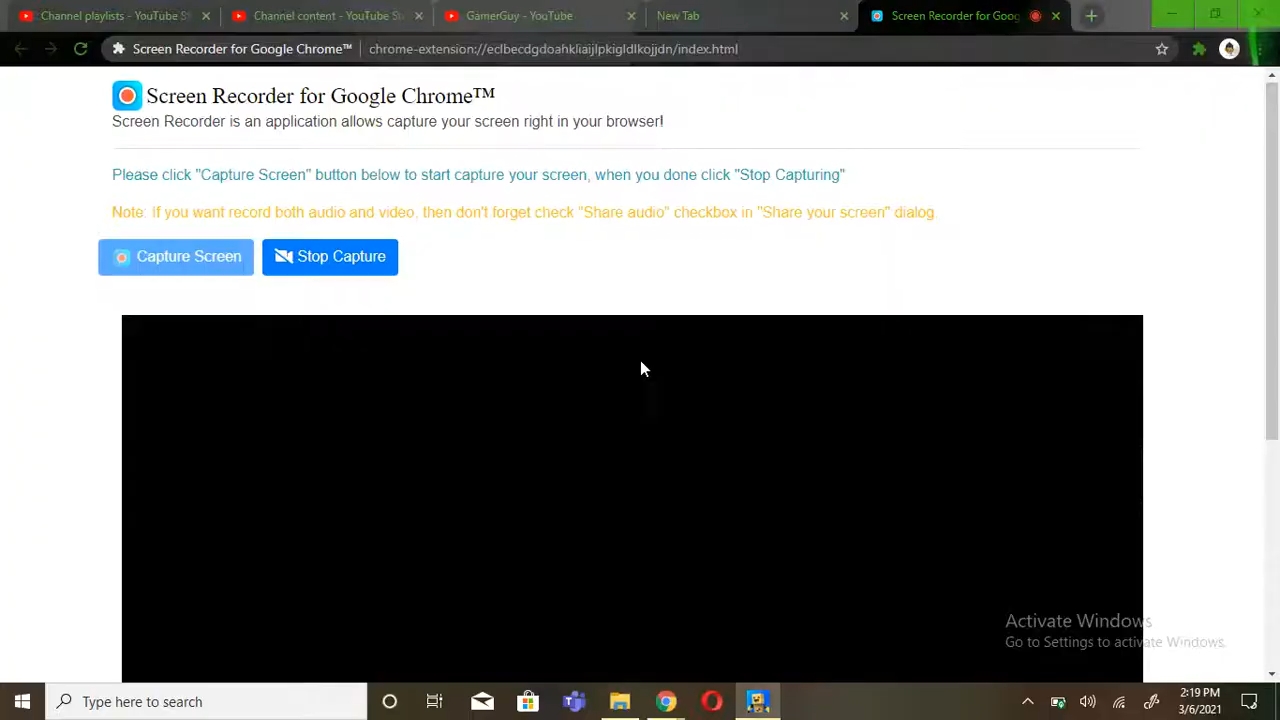 Channel playlists - YouTube S
Channel content - YouTube Stu
GamerGuy - YouTube
New Tab
Screen Recorder for Goog
Screen Recorder for Google Chrome™ | chrome-extension://eclbecdgdoahkliaijlpkigldlkojjdn/index.html
Screen Recorder for Google Chrome™
Screen Recorder is an application allows capture your screen right in your browser!
Please click "Capture Screen" button below to start capture your screen, when you done click "Stop Capturing"
Note: If you want record both audio and video, then don't forget check "Share audio" checkbox in "Share your screen" dialog.
Capture Screen
Stop Capture
Activate Windows
Go to Settings to activate Windows.
Type here to search
2:19 PM
3/6/2021